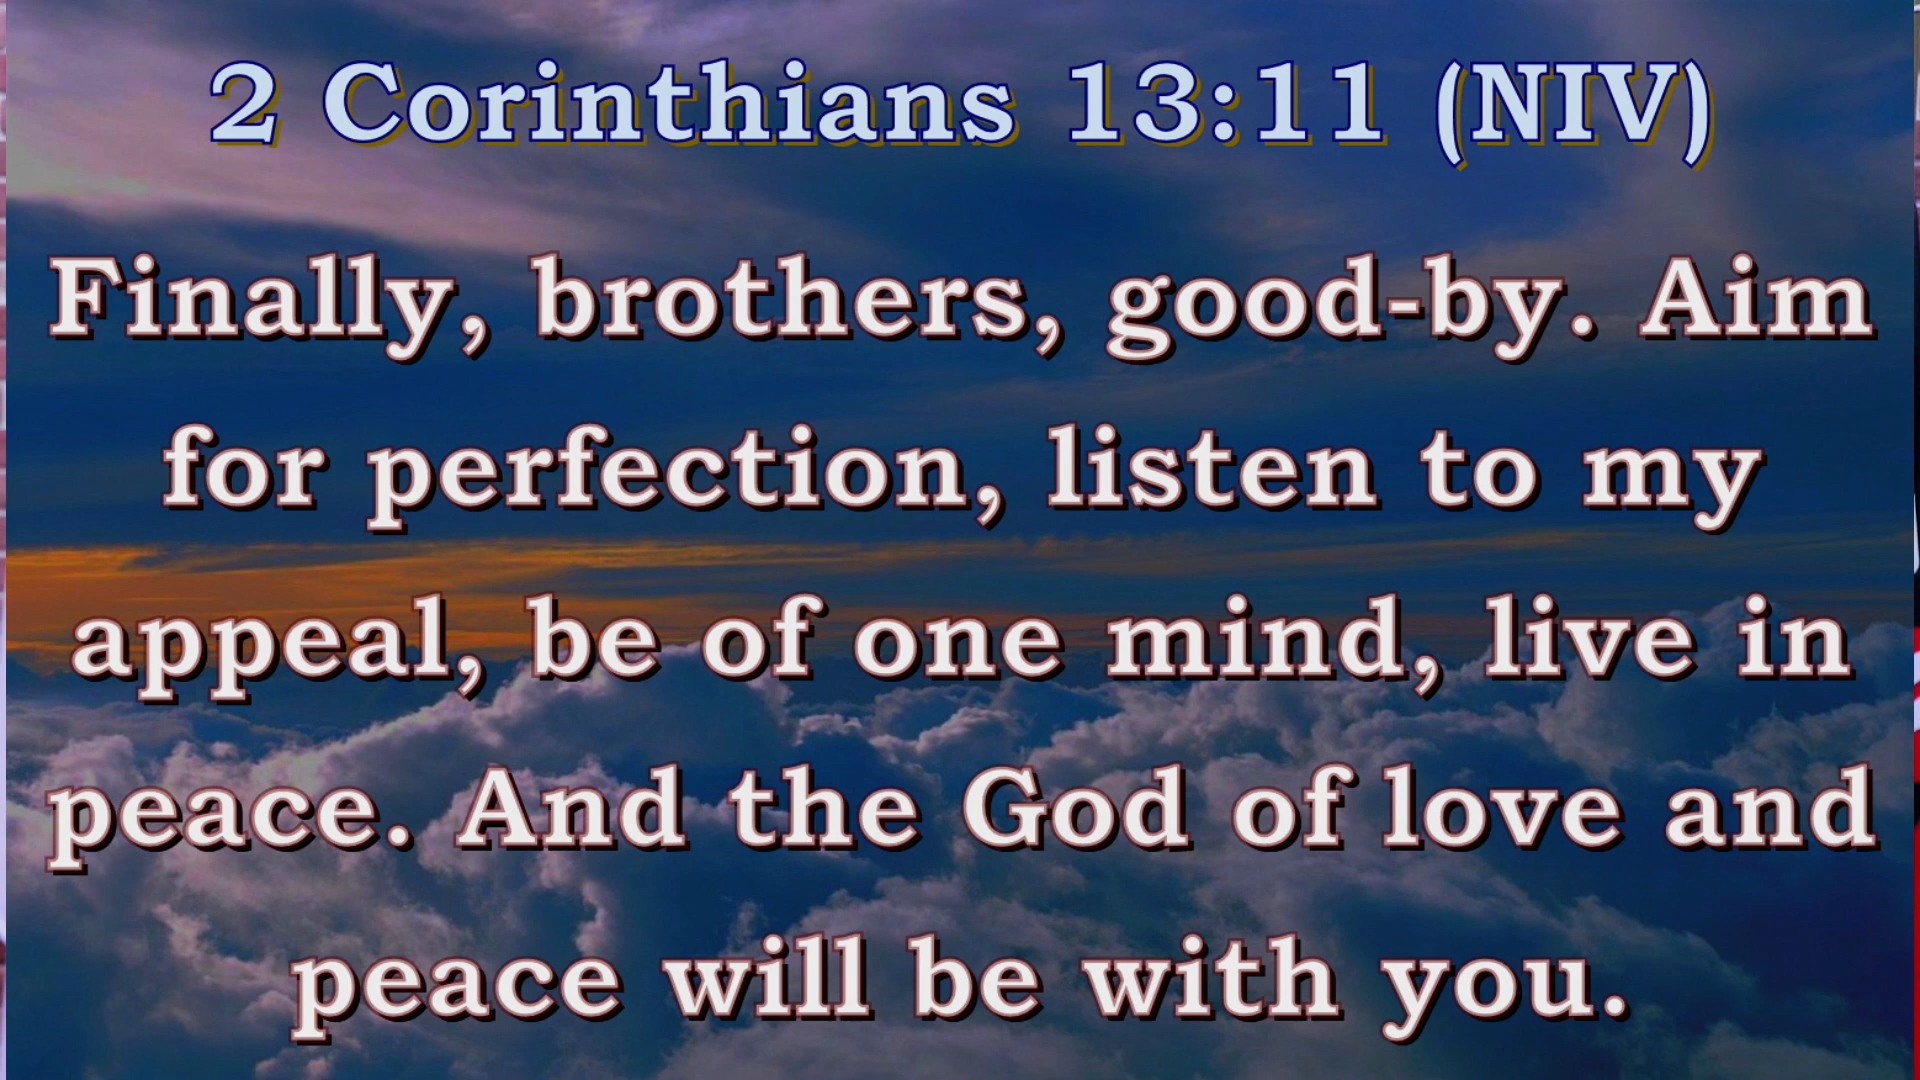 2 Corinthians 13:11 (NIV)
Finally, brothers, good-by. Aim
for perfection, listen to my
appeal, be of one mind, live in
peace. And the God of love and
peace will be with you.